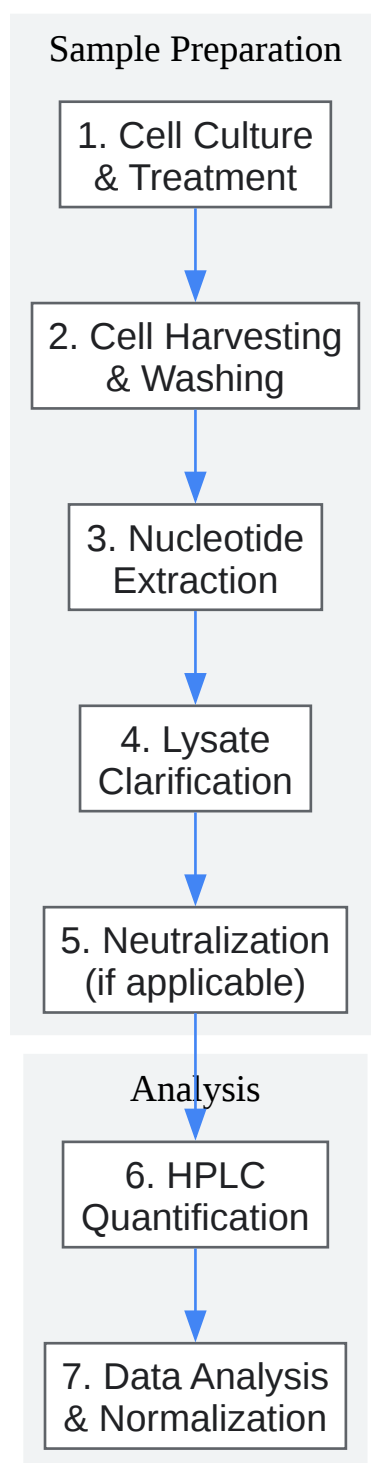 Sample Preparation
1. Cell Culture
& Treatment
2. Cell Harvesting
& Washing
3. Nucleotide
Extraction
4. Lysate
Clarification
5. Neutralization
(if applicable)
Analysis
6. HPLC
Quantification
7. Data Analysis
& Normalization